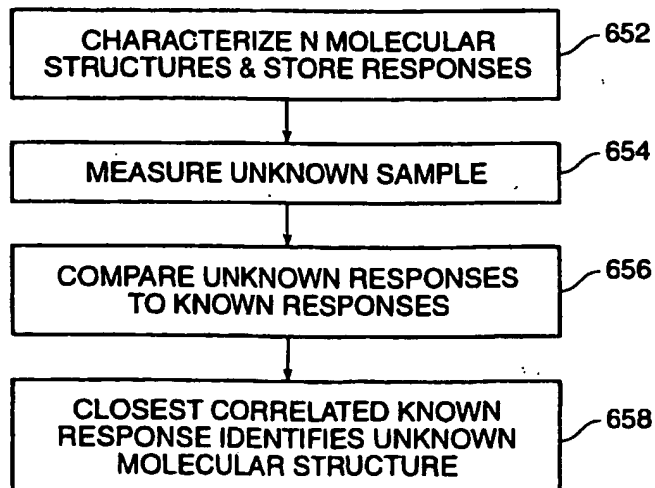 CHARACTERIZE N MOLECULAR
STRUCTURES & STORE RESPONSES
652
MEASURE UNKNOWN SAMPLE
654
COMPARE UNKNOWN RESPONSES
TO KNOWN RESPONSES
656
CLOSEST CORRELATED KNOWN
RESPONSE IDENTIFIES UNKNOWN
MOLECULAR STRUCTURE
658